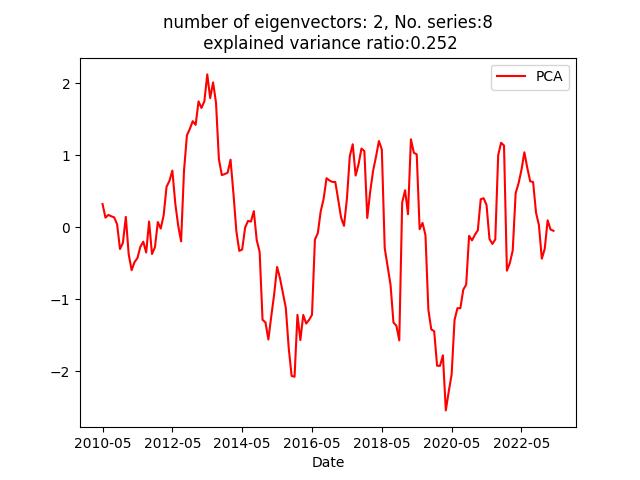 number of eigenvectors: 2, No. series:8
explained variance ratio:0.252
PCA
2
1
0
−1
−2
2010-05 2012-05 2014-05 2016-05 2018-05 2020-05 2022-05
Date